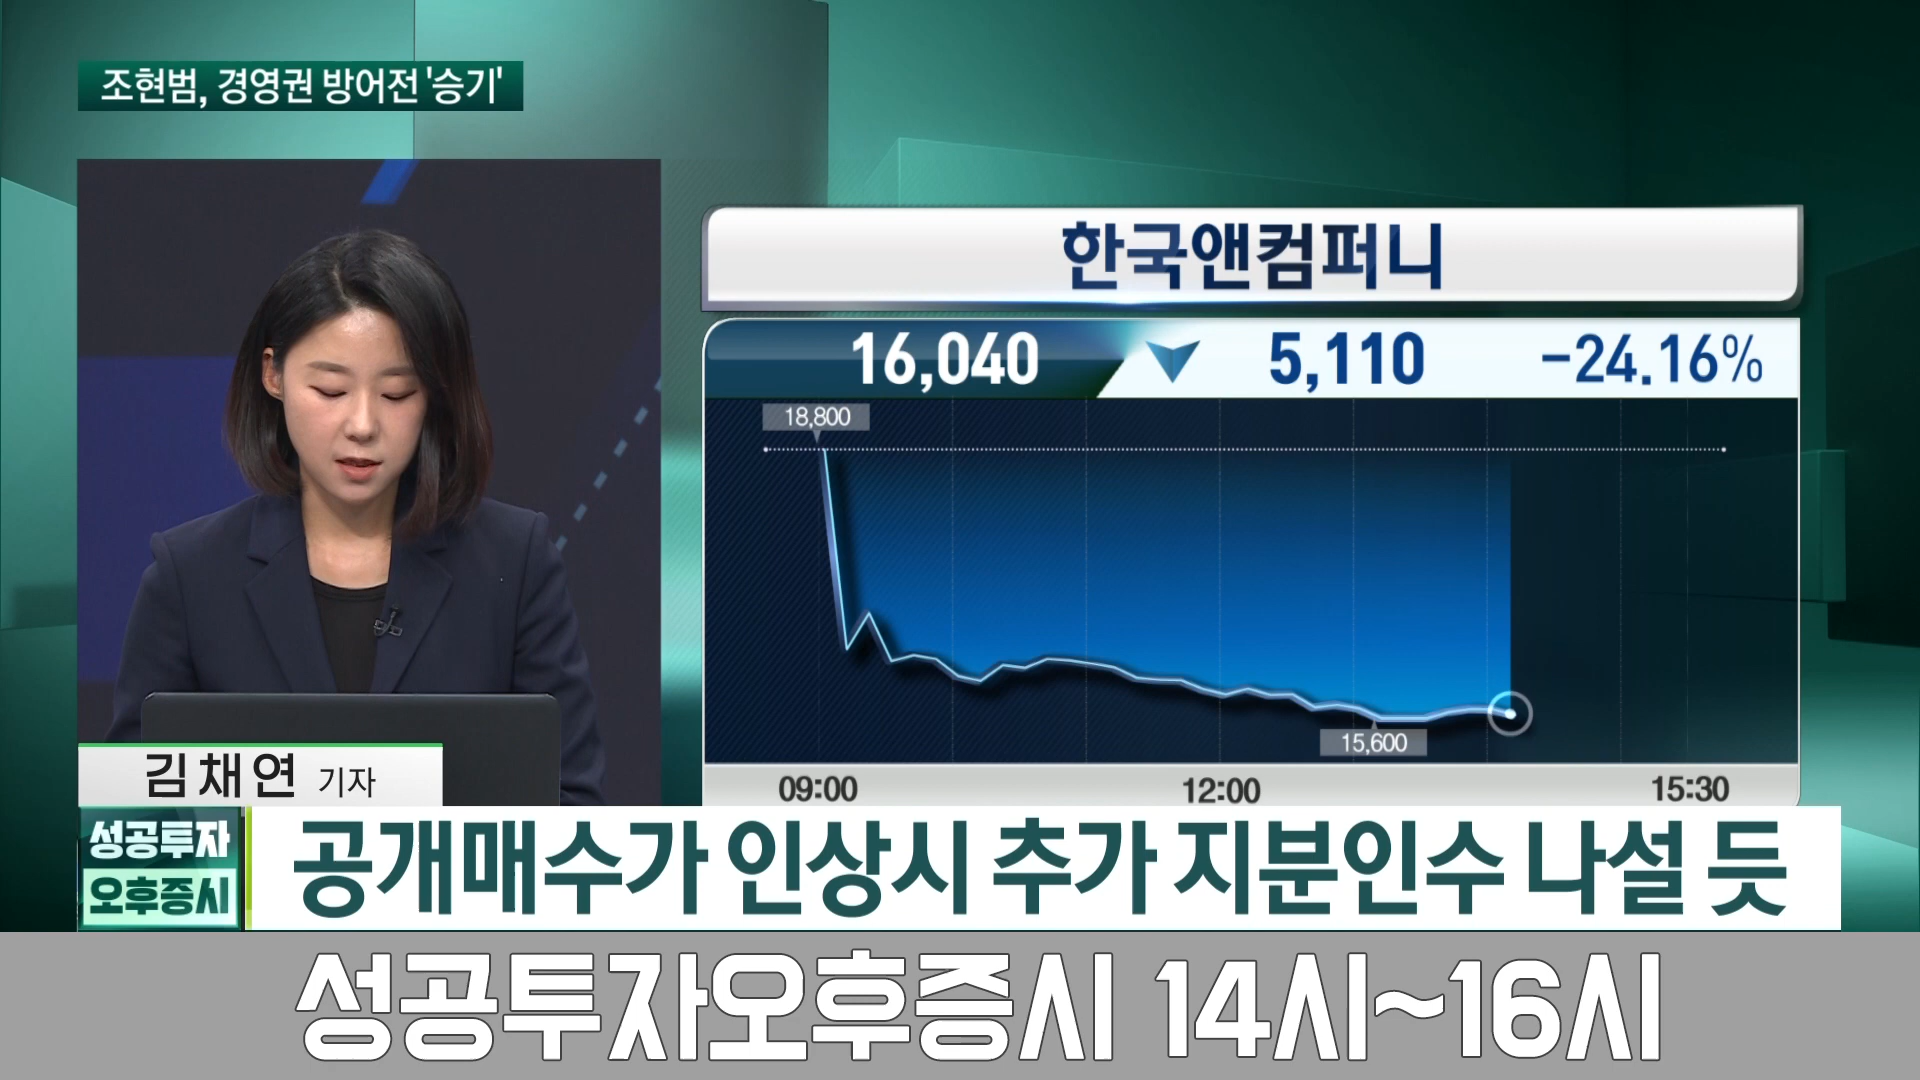 조현범, 경영권 방어전 '승기'
한국앤컴퍼니
16,040 ▼ 5,110 -24.16%
18,800
15,600
09:00 12:00 15:30
김채연 기자
성공투자
오후증시
공개매수가 인상시 추가 지분인수 나설 듯
성공투자오후증시 14시~16시